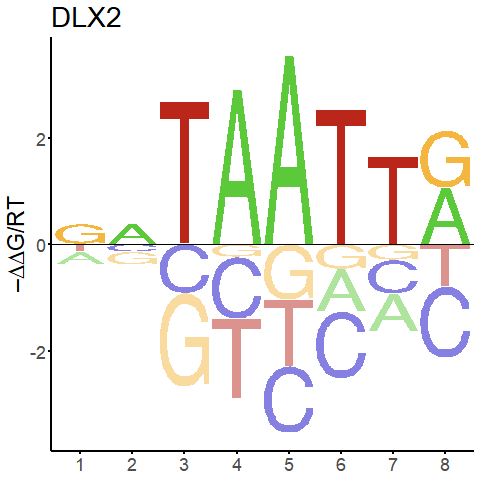 DLX2
−ΔΔG/RT
2
0
-2
G A T A A T T G
A
A C C G G G G T
G G C T A C C
T A C A
C
1 2 3 4 5 6 7 8